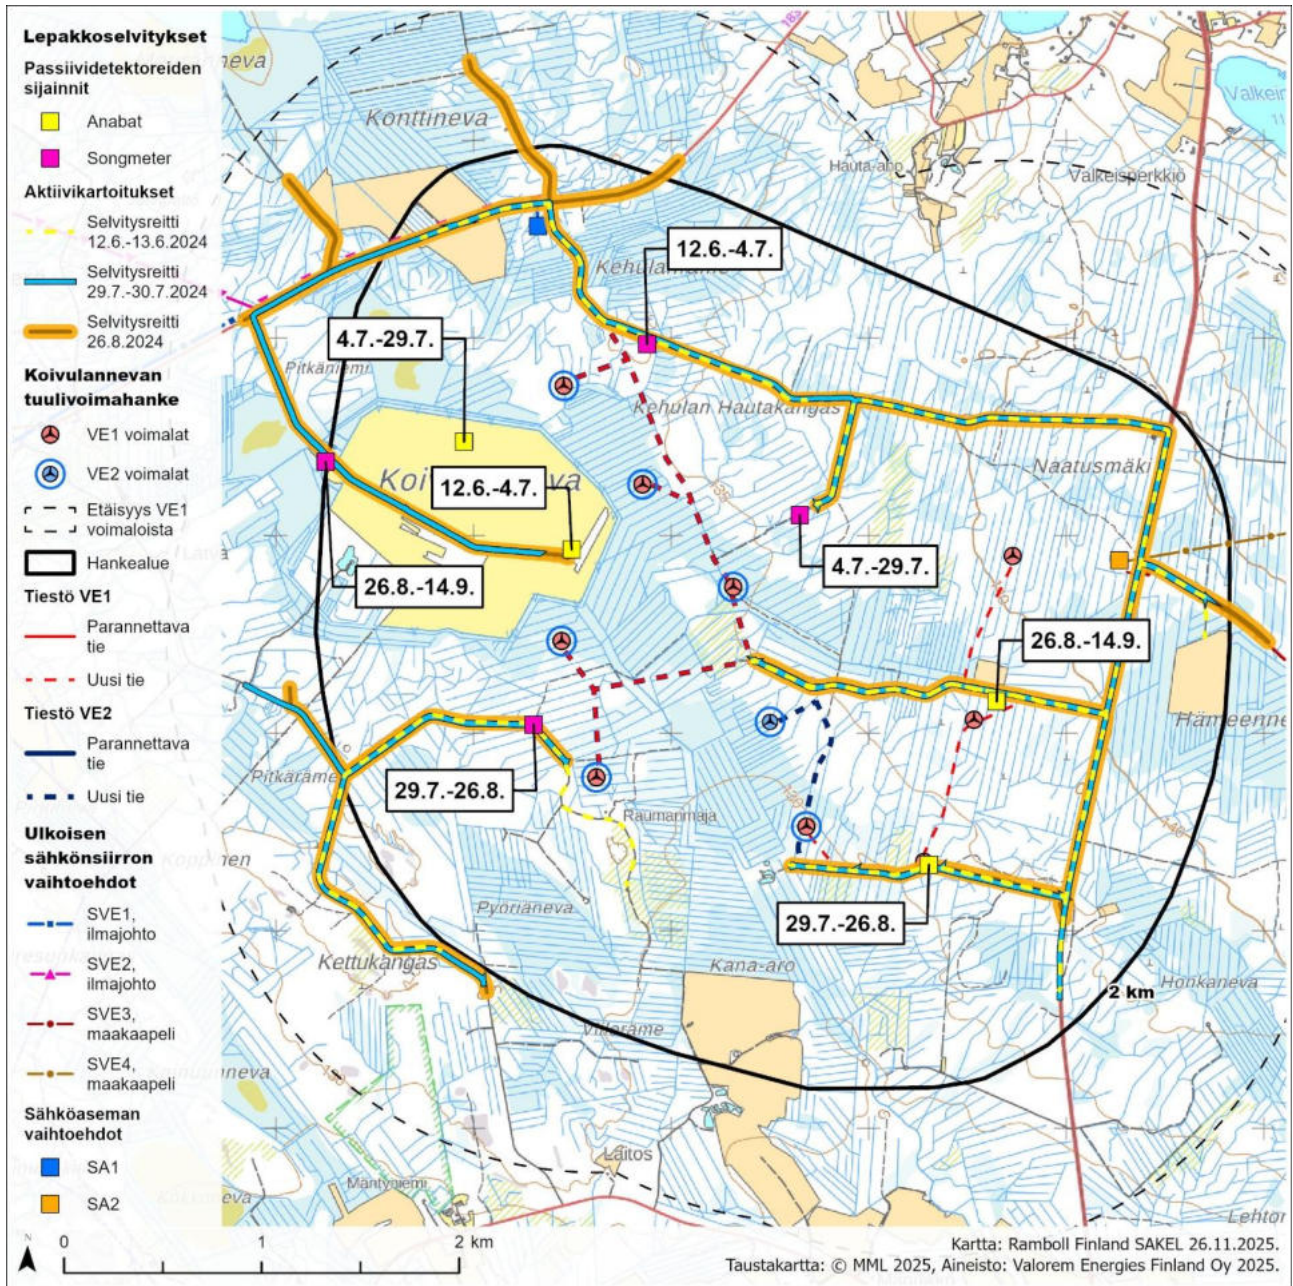 Lepakkoselvitykset
Passiividetektoreiden
sijainnit
Anabat
Songmeter
Aktiivikartoitukset
Selvitysreitti
12.6.-13.6.2024
Selvitysreitti
29.7.-30.7.2024
Selvitysreitti
26.8.2024
Koivulannevan
tuulivoimahanke
VE1 voimalat
VE2 voimalat
Etäisyys VE1
voimaloista
Hankealue
Tiestö VE1
Parannettava
tie
Uusi tie
Tiestö VE2
Parannettava
tie
Uusi tie
Ulkoisen
sähkönsiirron
vaihtoehdot
SVE1,
ilmajohto
SVE2,
ilmajohto
SVE3,
maakaapeli
SVE4,
maakaapeli
Sähköaseman
vaihtoehdot
SA1
SA2
Konttineva
Hauta-aho
Valkeisperkkiö
12.6.-4.7.
4.7.-29.7.
Pitkäniemi
Kehulan Hautakangas
Naatusmäki
12.6.-4.7.
4.7.-29.7.
26.8.-14.9.
26.8.-14.9.
Pitkäräme
29.7.-26.8.
Raumanmaja
Pyöriäneva
29.7.-26.8.
Kettukangas
Kana-aro
Honkaneva
2 km
Villaräme
Laitos
Mäntyniemi
N
0
1
2 km
Kartta: Ramboll Finland SAKEL 26.11.2025.
Taustakartta: © MML 2025, Aineisto: Valorem Energies Finland Oy 2025.